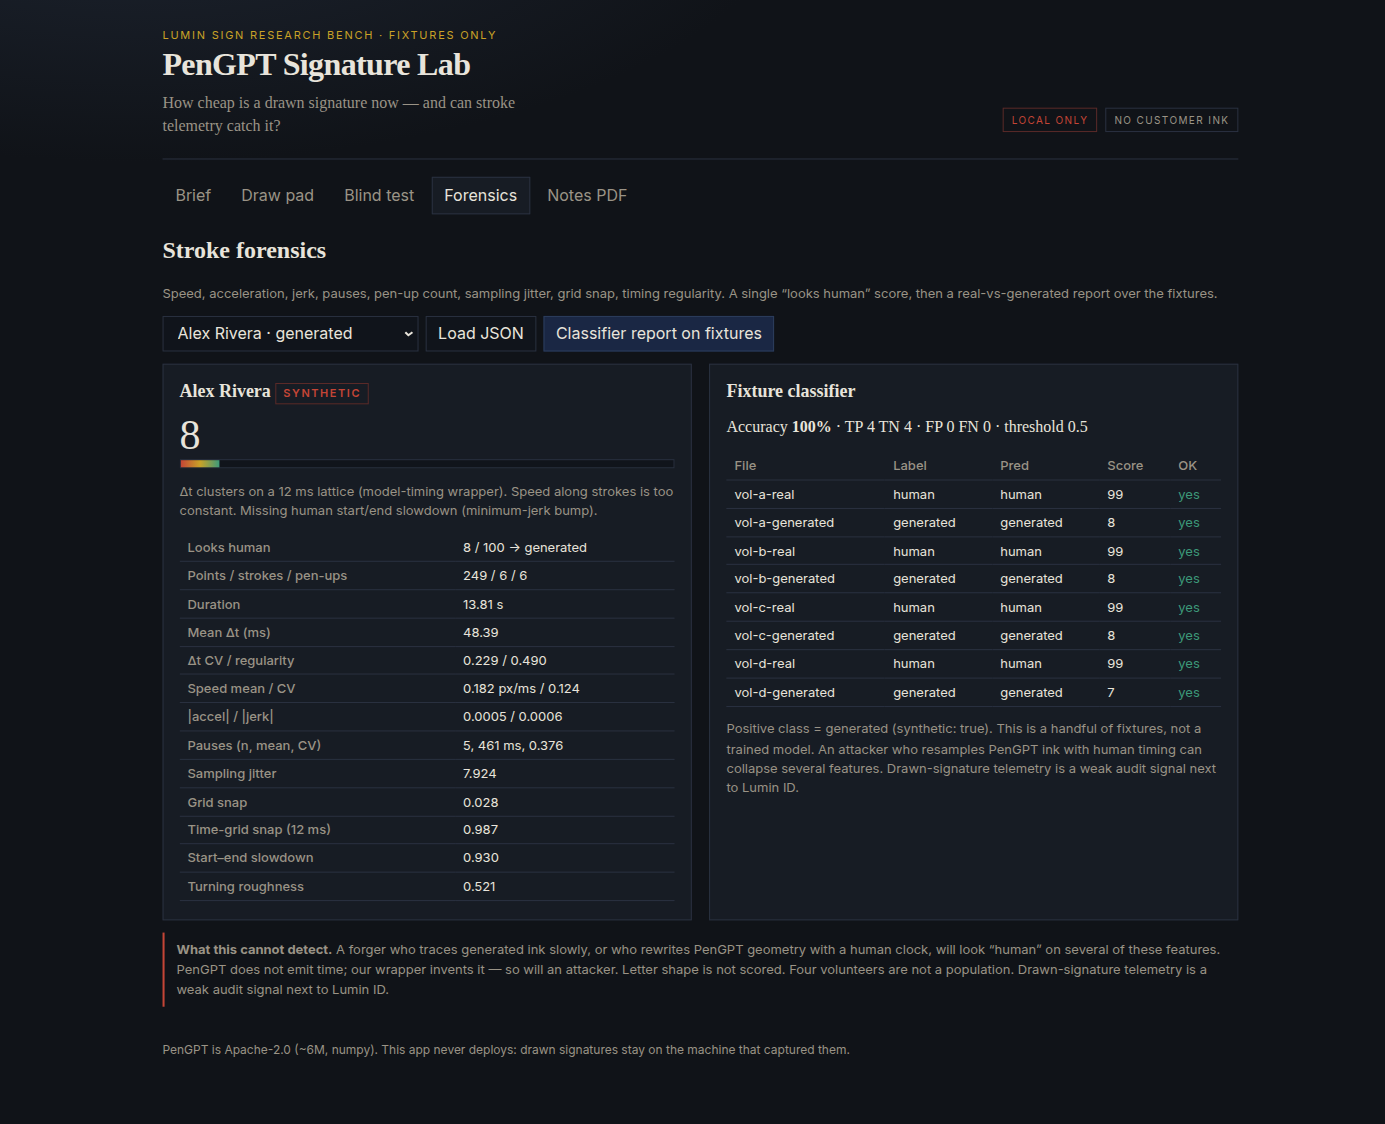 LUMIN SIGN RESEARCH BENCH · FIXTURES ONLY
PenGPT Signature Lab
How cheap is a drawn signature now — and can stroke
telemetry catch it?
LOCAL ONLY
NO CUSTOMER INK
Brief
Draw pad
Blind test
Forensics
Notes PDF
Stroke forensics
Speed, acceleration, jerk, pauses, pen-up count, sampling jitter, grid snap, timing regularity. A single “looks human” score, then a real-vs-generated report over the fixtures.
Alex Rivera · generated
Load JSON
Classifier report on fixtures
Alex Rivera SYNTHETIC
8
Δt clusters on a 12 ms lattice (model-timing wrapper). Speed along strokes is too
constant. Missing human start/end slowdown (minimum-jerk bump).
Looks human 8 / 100 → generated
Points / strokes / pen-ups 249 / 6 / 6
Duration 13.81 s
Mean Δt (ms) 48.39
Δt CV / regularity 0.229 / 0.490
Speed mean / CV 0.182 px/ms / 0.124
|accel| / |jerk| 0.0005 / 0.0006
Pauses (n, mean, CV) 5, 461 ms, 0.376
Sampling jitter 7.924
Grid snap 0.028
Time-grid snap (12 ms) 0.987
Start–end slowdown 0.930
Turning roughness 0.521
Fixture classifier
Accuracy 100% · TP 4 TN 4 · FP 0 FN 0 · threshold 0.5
File Label Pred Score OK
vol-a-real human human 99 yes
vol-a-generated generated generated 8 yes
vol-b-real human human 99 yes
vol-b-generated generated generated 8 yes
vol-c-real human human 99 yes
vol-c-generated generated generated 8 yes
vol-d-real human human 99 yes
vol-d-generated generated generated 7 yes
Positive class = generated (synthetic: true). This is a handful of fixtures, not a
trained model. An attacker who resamples PenGPT ink with human timing can
collapse several features. Drawn-signature telemetry is a weak audit signal next
to Lumin ID.
What this cannot detect. A forger who traces generated ink slowly, or who rewrites PenGPT geometry with a human clock, will look “human” on several of these features.
PenGPT does not emit time; our wrapper invents it — so will an attacker. Letter shape is not scored. Four volunteers are not a population. Drawn-signature telemetry is a
weak audit signal next to Lumin ID.
PenGPT is Apache-2.0 (~6M, numpy). This app never deploys: drawn signatures stay on the machine that captured them.